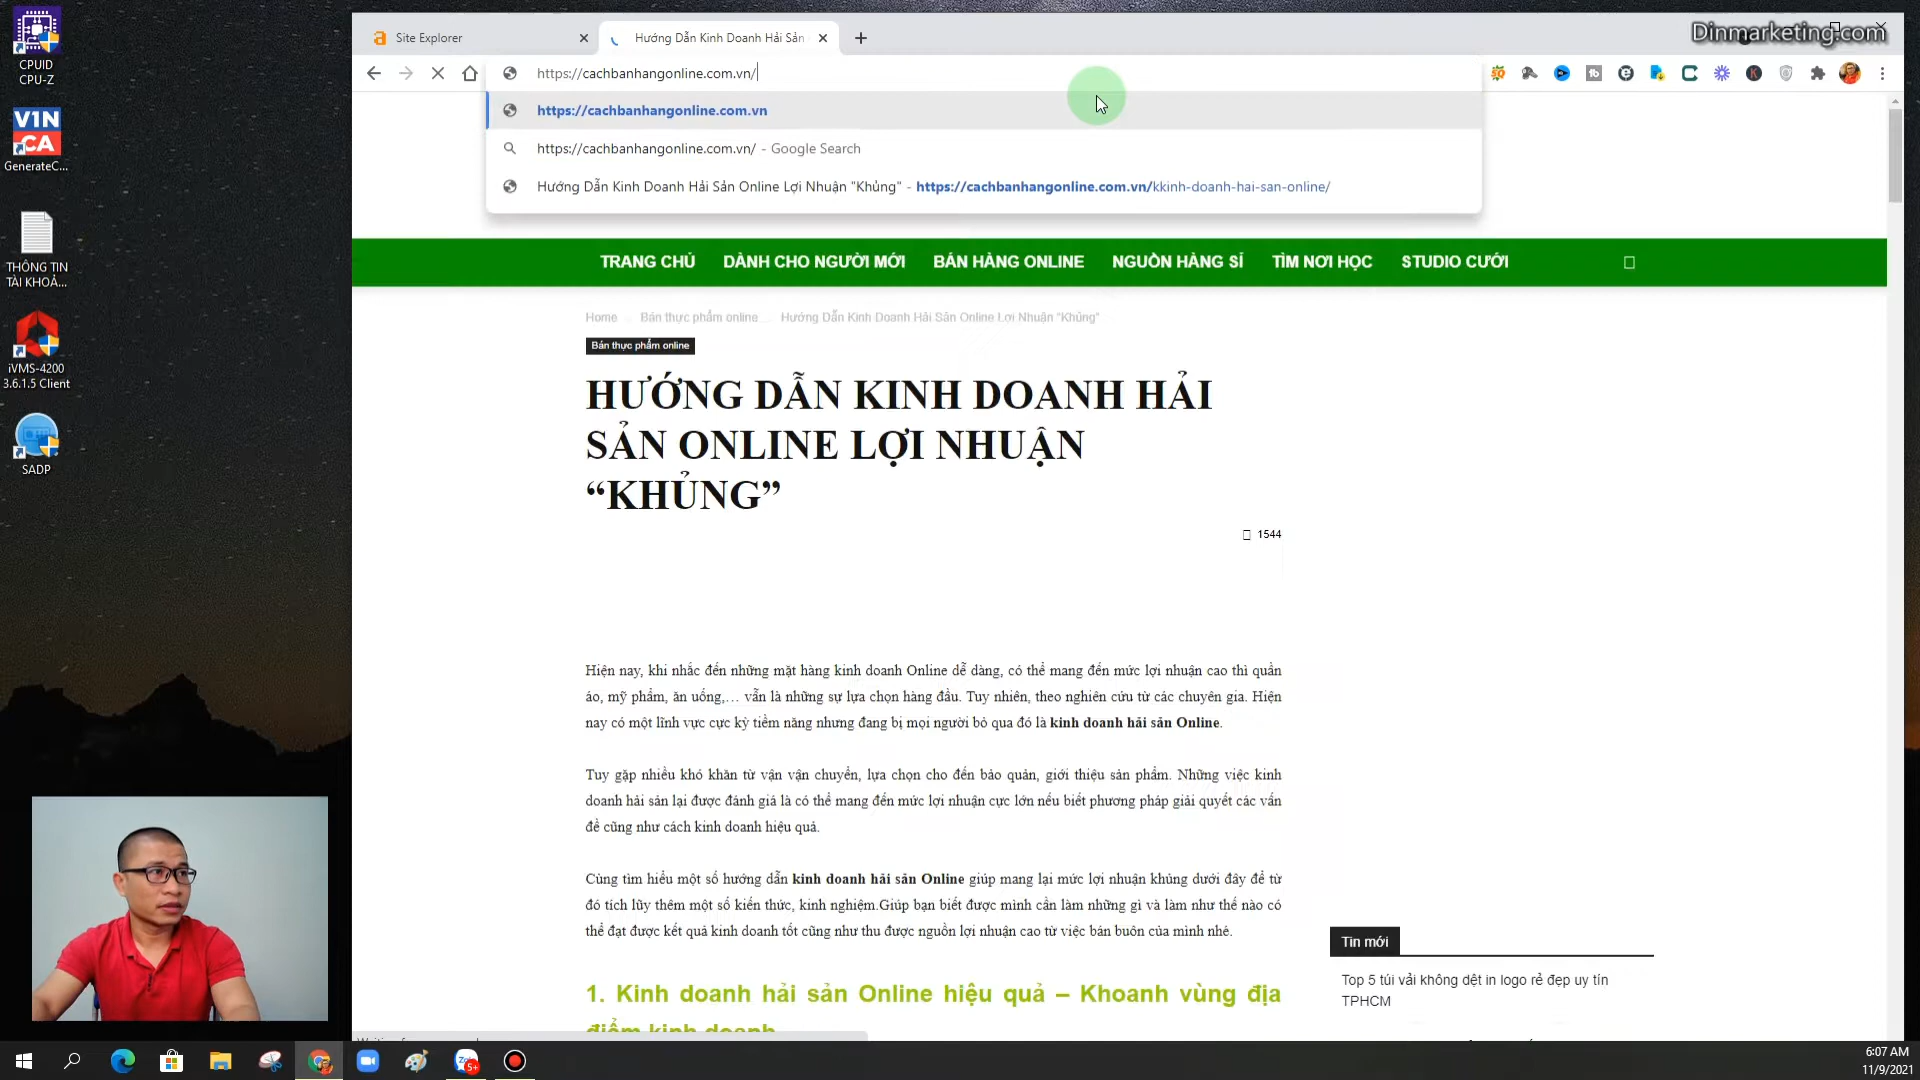 CPUID
CPU-Z
V1N
CA
GenerateC...
THÔNG TIN
TÀI KHOẢ...
iVMS-4200
3.6.1.5 Client
SADP
Site Explorer
Hướng Dẫn Kinh Doanh Hải Sản
Dinmarketing.com
https://cachbanhangonline.com.vn/
https://cachbanhangonline.com.vn
https://cachbanhangonline.com.vn/ - Google Search
Hướng Dẫn Kinh Doanh Hải Sản Online Lợi Nhuận "Khủng" - https://cachbanhangonline.com.vn/kkinh-doanh-hai-san-online/
TRANG CHỦ DÀNH CHO NGƯỜI MỚI BÁN HÀNG ONLINE NGUỒN HÀNG SỈ TÌM NƠI HỌC STUDIO CƯỚI
Home Bán thực phẩm online Hướng Dẫn Kinh Doanh Hải Sản Online Lợi Nhuận "Khủng"
Bán thực phẩm online
HƯỚNG DẪN KINH DOANH HẢI
SẢN ONLINE LỢI NHUẬN
“KHỦNG”
1544
Hiện nay, khi nhắc đến những mặt hàng kinh doanh Online dễ dàng, có thể mang đến mức lợi nhuận cao thì quần
áo, mỹ phẩm, ăn uống,… vẫn là những sự lựa chọn hàng đầu. Tuy nhiên, theo nghiên cứu từ các chuyên gia. Hiện
nay có một lĩnh vực cực kỳ tiềm năng nhưng đang bị mọi người bỏ qua đó là kinh doanh hải sản Online.
Tuy gặp nhiều khó khăn từ vận vận chuyển, lựa chọn cho đến bảo quản, giới thiệu sản phẩm. Những việc kinh
doanh hải sản lại được đánh giá là có thể mang đến mức lợi nhuận cực lớn nếu biết phương pháp giải quyết các vấn
đề cũng như cách kinh doanh hiệu quả.
Cùng tìm hiểu một số hướng dẫn kinh doanh hải sản Online giúp mang lại mức lợi nhuận khủng dưới đây để từ
đó tích lũy thêm một số kiến thức, kinh nghiệm.Giúp bạn biết được mình cần làm những gì và làm như thế nào có
thể đạt được kết quả kinh doanh tốt cũng như thu được nguồn lợi nhuận cao từ việc bán buôn của mình nhé.
1. Kinh doanh hải sản Online hiệu quả – Khoanh vùng địa
điểm kinh doanh
Tin mới
Top 5 túi vải không dệt in logo rẻ đẹp uy tín
TPHCM
6:07 AM
11/9/2021